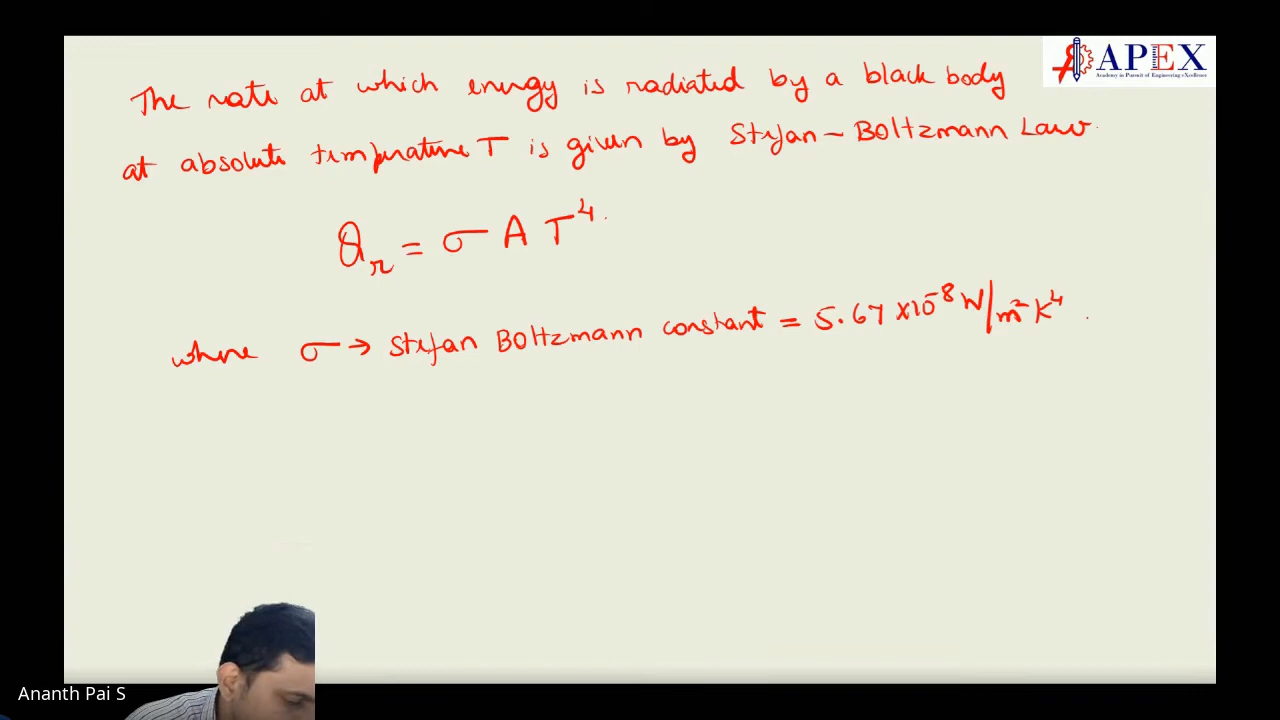 APEX
Academy in Pursuit of Engineering eXcellence
The rate at which energy is radiated by a black body
at absolute temperature T is given by Stefan - Boltzmann Law.
Qr = σ A T⁴.
where σ → Stefan Boltzmann constant = 5.67 ×10⁻⁸ W/m² K⁴.
Ananth Pai S